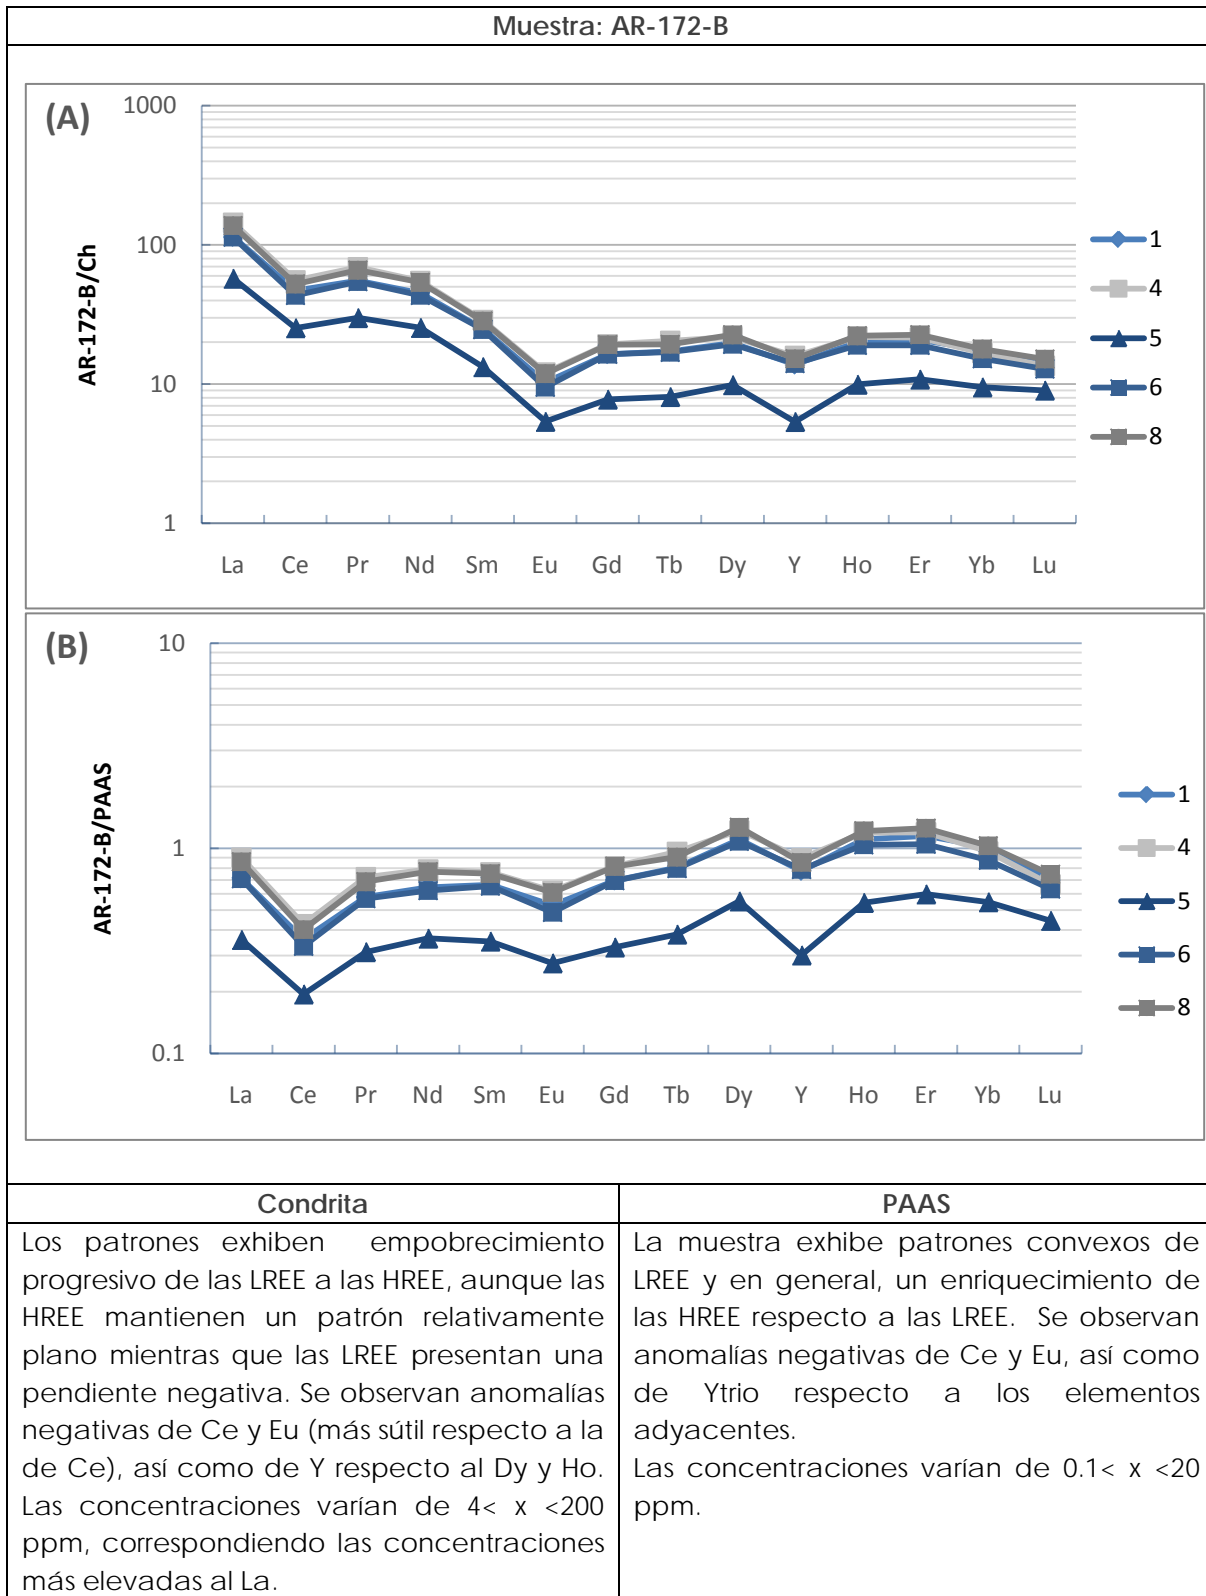 Muestra: AR-172-B
(A)
1000
100
10
1
AR-172-B/Ch
La Ce Pr Nd Sm Eu Gd Tb Dy Y Ho Er Yb Lu
1
4
5
6
8
(B)
10
1
0.1
AR-172-B/PAAS
La Ce Pr Nd Sm Eu Gd Tb Dy Y Ho Er Yb Lu
1
4
5
6
8
Condrita
Los patrones exhiben empobrecimiento
progresivo de las LREE a las HREE, aunque las
HREE mantienen un patrón relativamente
plano mientras que las LREE presentan una
pendiente negativa. Se observan anomalías
negativas de Ce y Eu (más sútil respecto a la
de Ce), así como de Y respecto al Dy y Ho.
Las concentraciones varían de 4< x <200
ppm, correspondiendo las concentraciones
más elevadas al La.
PAAS
La muestra exhibe patrones convexos de
LREE y en general, un enriquecimiento de
las HREE respecto a las LREE. Se observan
anomalías negativas de Ce y Eu, así como
de Ytrio respecto a los elementos
adyacentes.
Las concentraciones varían de 0.1< x <20
ppm.